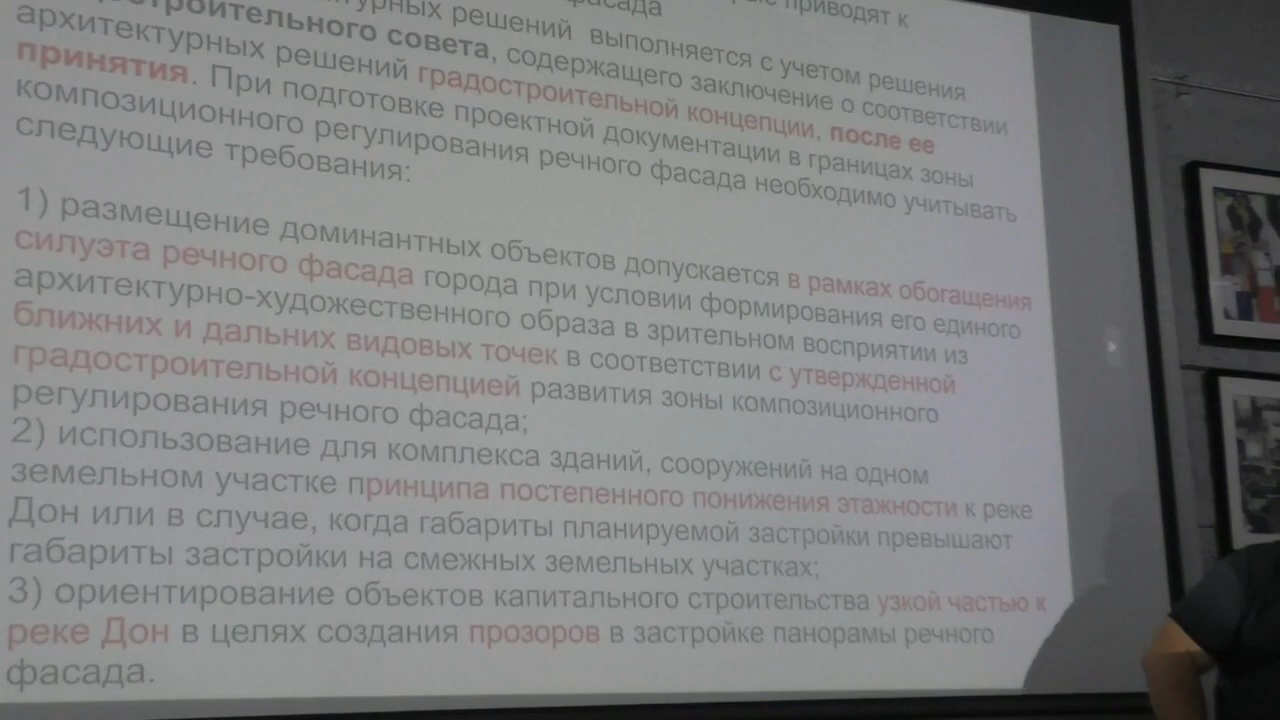 приводят к
фасада
решений выполняется с учетом решения
совета, содержащего заключение о соответствии
архитектурных решений градостроительной концепции, после ее
принятия. При подготовке проектной документации в границах зоны
композиционного регулирования речного фасада необходимо учитывать
следующие требования:
1) размещение доминантных объектов допускается в рамках обогащения
силуэта речного фасада города при условии формирования его единого
архитектурно-художественного образа в зрительном восприятии из
ближних и дальних видовых точек в соответствии с утвержденной
градостроительной концепцией развития зоны композиционного
регулирования речного фасада;
2) использование для комплекса зданий, сооружений на одном
земельном участке принципа постепенного понижения этажности к реке
Дон или в случае, когда габариты планируемой застройки превышают
габариты застройки на смежных земельных участках;
3) ориентирование объектов капитального строительства узкой частью к
реке Дон в целях создания прозоров в застройке панорамы речного
фасада.